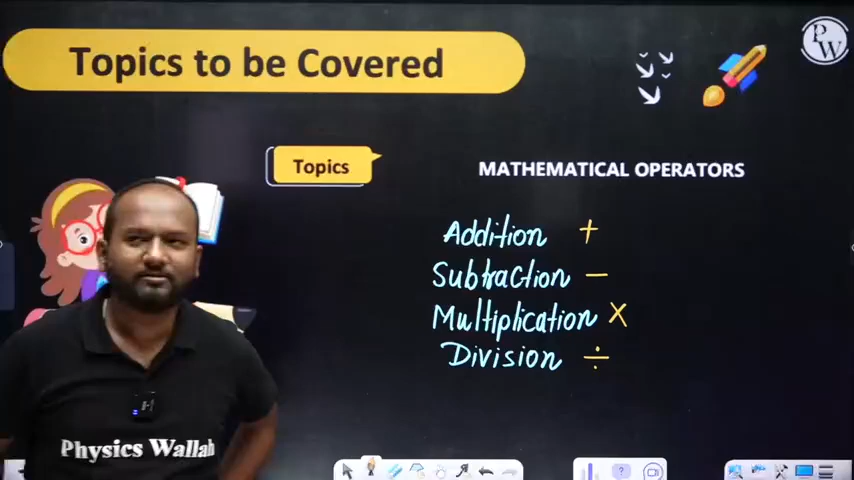 Topics to be Covered
PW
Topics
MATHEMATICAL OPERATORS
Addition +
Subtraction −
Multiplication ×
Division ÷
Physics Wallah